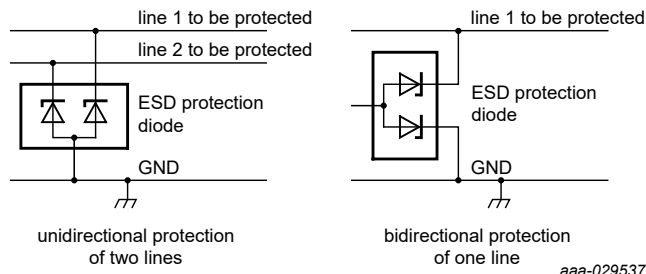 line 1 to be protected
line 2 to be protected
ESD protection
diode
GND
unidirectional protection
of two lines
line 1 to be protected
ESD protection
diode
GND
bidirectional protection
of one line
aaa-029537